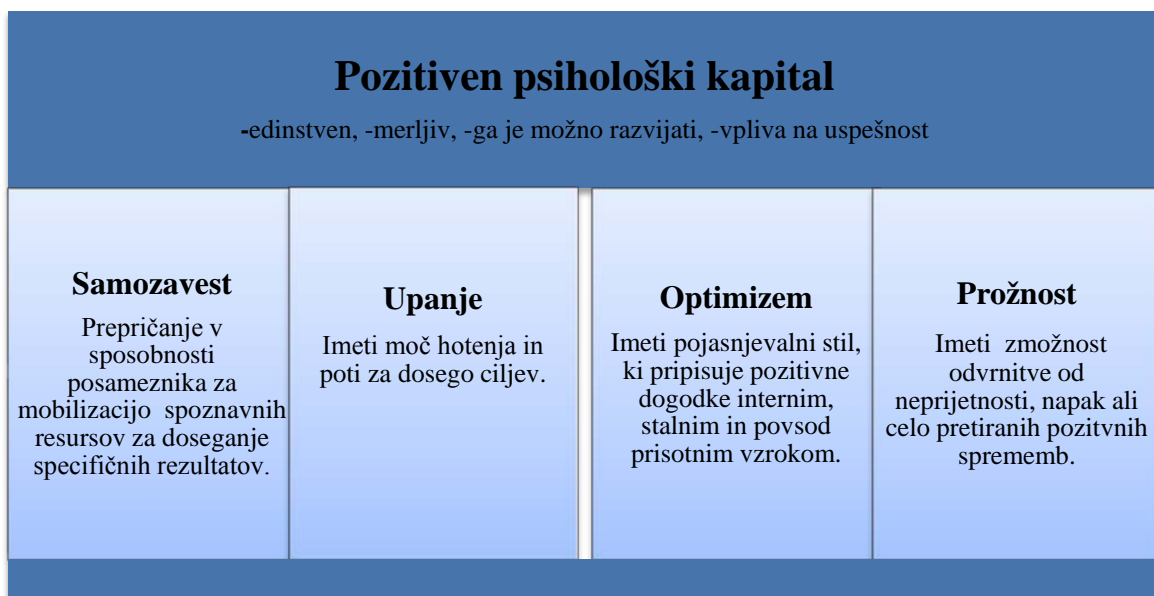 Pozitiven psihološki kapital
-edinstven, -merljiv, -ga je možno razvijati, -vpliva na uspešnost
Samozavest
Prepričanje v
sposobnosti
posameznika za
mobilizacijo spoznavnih
resursov za doseganje
specifičnih rezultatov.
Upanje
Imeti moč hotenja in
poti za dosego ciljev.
Optimizem
Imeti pojasnjevalni stil,
ki pripisuje pozitivne
dogodke internim,
stalnim in povsod
prisotnim vzrokom.
Prožnost
Imeti zmožnost
odvrnitve od
neprijetnosti, napak ali
celo pretiranih pozitvnih
sprememb.